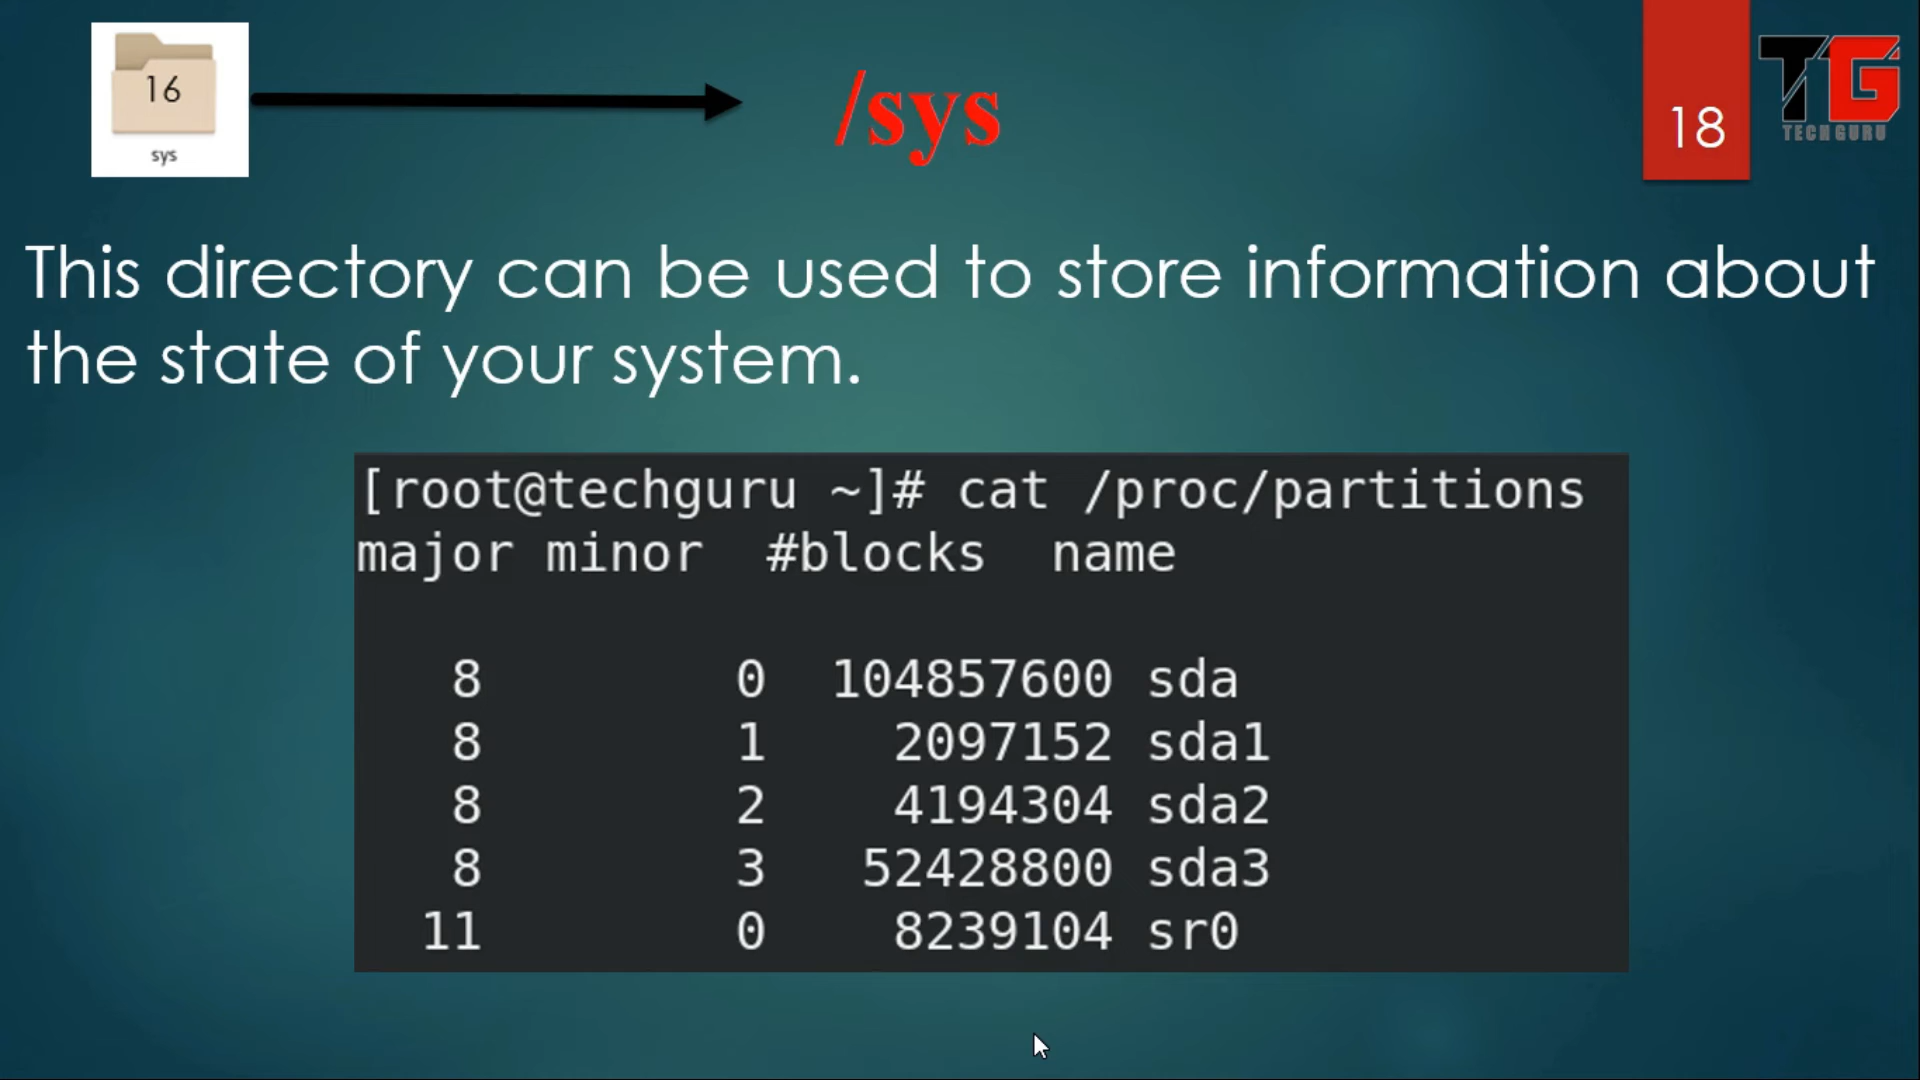 16
sys
/sys
18
TG
TECHGURU
This directory can be used to store information about
the state of your system.
[root@techguru ~]# cat /proc/partitions
major minor  #blocks  name
8 0 104857600 sda
8 1 2097152 sda1
8 2 4194304 sda2
8 3 52428800 sda3
11 0 8239104 sr0